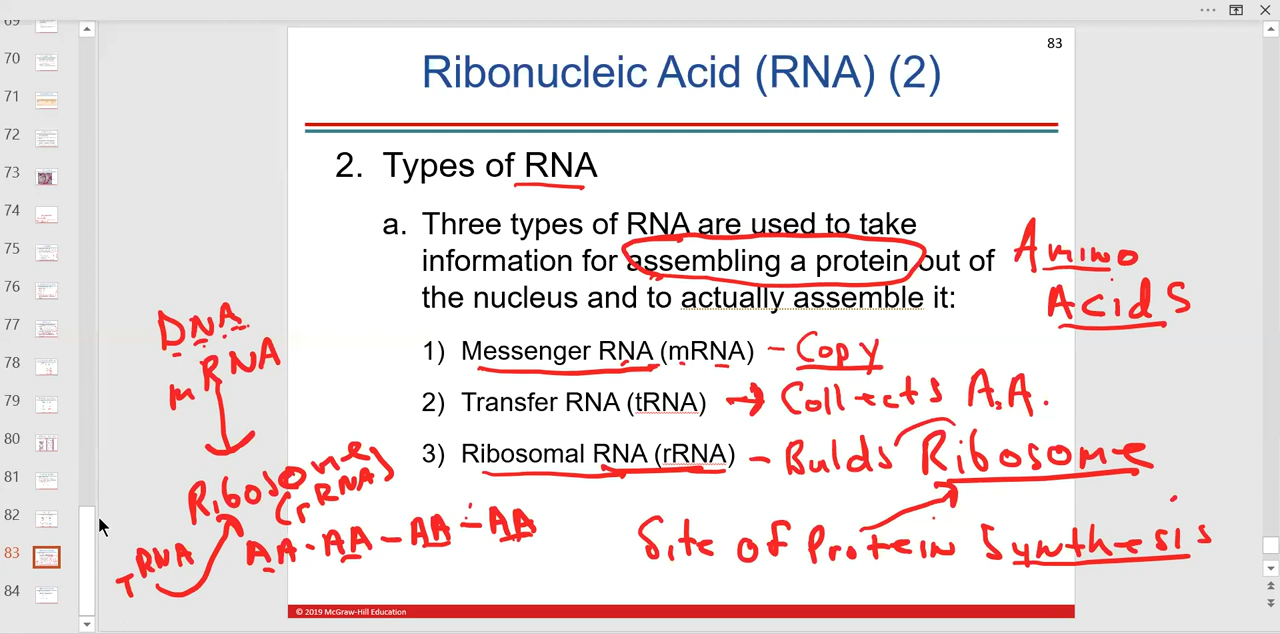 69
70
71
72
73
74
75
76
77
78
79
80
81
82
83
84
83
Ribonucleic Acid (RNA) (2)
2. Types of RNA
a. Three types of RNA are used to take
information for assembling a protein out of
the nucleus and to actually assemble it:
Amino
Acids
1) Messenger RNA (mRNA) – Copy
2) Transfer RNA (tRNA) → Collects A.A.
3) Ribosomal RNA (rRNA) – Bulds Ribosome
Site of Protein Synthesis
DNA
mRNA
Ribosomes
(rRNA)
tRNA
AA - AA - AA - AA
© 2019 McGraw-Hill Education